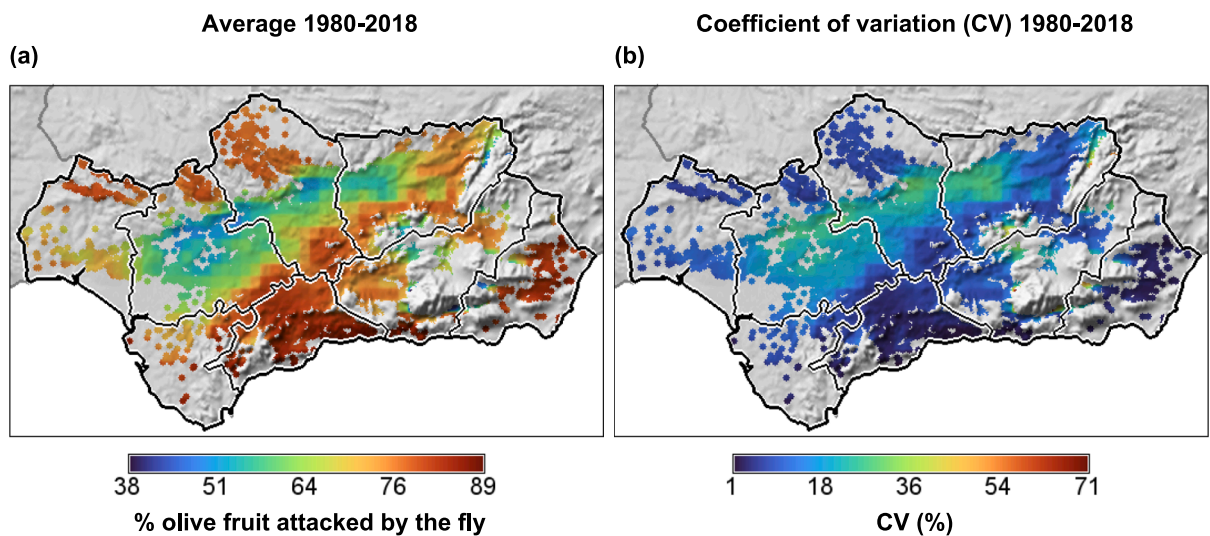 Average 1980-2018
Coefficient of variation (CV) 1980-2018
(a)
(b)
38 51 64 76 89
1 18 36 54 71
% olive fruit attacked by the fly
CV (%)